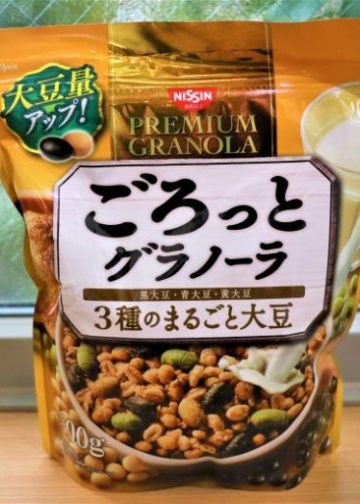 大豆量
アップ!
NISSIN
PREMIUM
GRANOLA
ごろっと
グラノーラ
黒大豆・青大豆・黄大豆
3種のまるごと大豆
00g